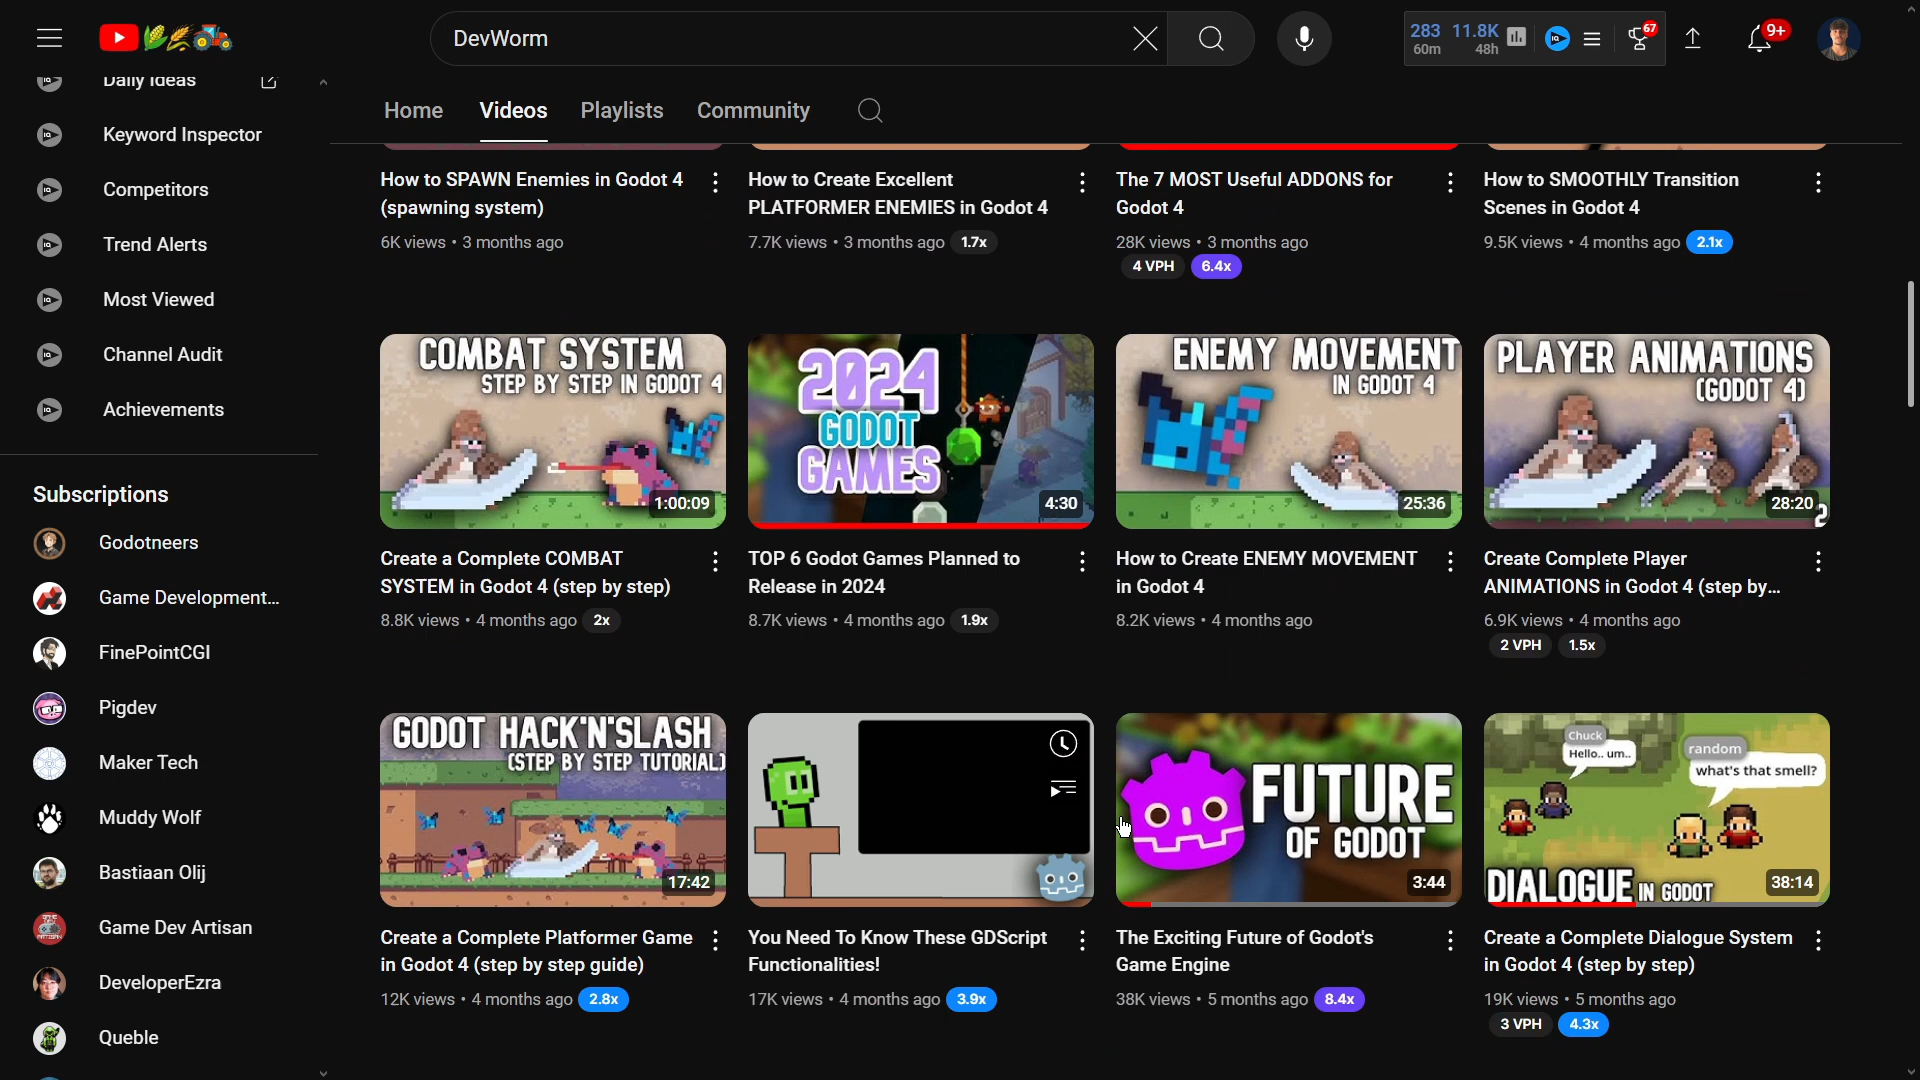 DevWorm
283 11.8K
60m 48h
67
9+
Daily Ideas
Keyword Inspector
Competitors
Trend Alerts
Most Viewed
Channel Audit
Achievements
Subscriptions
Godotneers
Game Development...
FinePointCGI
Pigdev
Maker Tech
Muddy Wolf
Bastiaan Olij
Game Dev Artisan
DeveloperEzra
Queble
Home Videos Playlists Community
How to SPAWN Enemies in Godot 4
(spawning system)
6K views • 3 months ago
How to Create Excellent
PLATFORMER ENEMIES in Godot 4
7.7K views • 3 months ago 1.7x
The 7 MOST Useful ADDONS for
Godot 4
28K views • 3 months ago
4 VPH 6.4x
How to SMOOTHLY Transition
Scenes in Godot 4
9.5K views • 4 months ago 2.1x
COMBAT SYSTEM
STEP BY STEP IN GODOT 4
1:00:09
Create a Complete COMBAT
SYSTEM in Godot 4 (step by step)
8.8K views • 4 months ago 2x
2024
GODOT
GAMES
4:30
TOP 6 Godot Games Planned to
Release in 2024
8.7K views • 4 months ago 1.9x
ENEMY MOVEMENT
IN GODOT 4
25:36
How to Create ENEMY MOVEMENT
in Godot 4
8.2K views • 4 months ago
PLAYER ANIMATIONS
(GODOT 4)
28:20
2
Create Complete Player
ANIMATIONS in Godot 4 (step by...
6.9K views • 4 months ago
2 VPH 1.5x
GODOT HACK'N'SLASH
(STEP BY STEP TUTORIAL)
17:42
Create a Complete Platformer Game
in Godot 4 (step by step guide)
12K views • 4 months ago 2.8x
You Need To Know These GDScript
Functionalities!
17K views • 4 months ago 3.9x
FUTURE
OF GODOT
3:44
The Exciting Future of Godot's
Game Engine
38K views • 5 months ago 8.4x
Chuck
Hello.. um..
random
what's that smell?
DIALOGUE IN GODOT
38:14
Create a Complete Dialogue System
in Godot 4 (step by step)
19K views • 5 months ago
3 VPH 4.3x